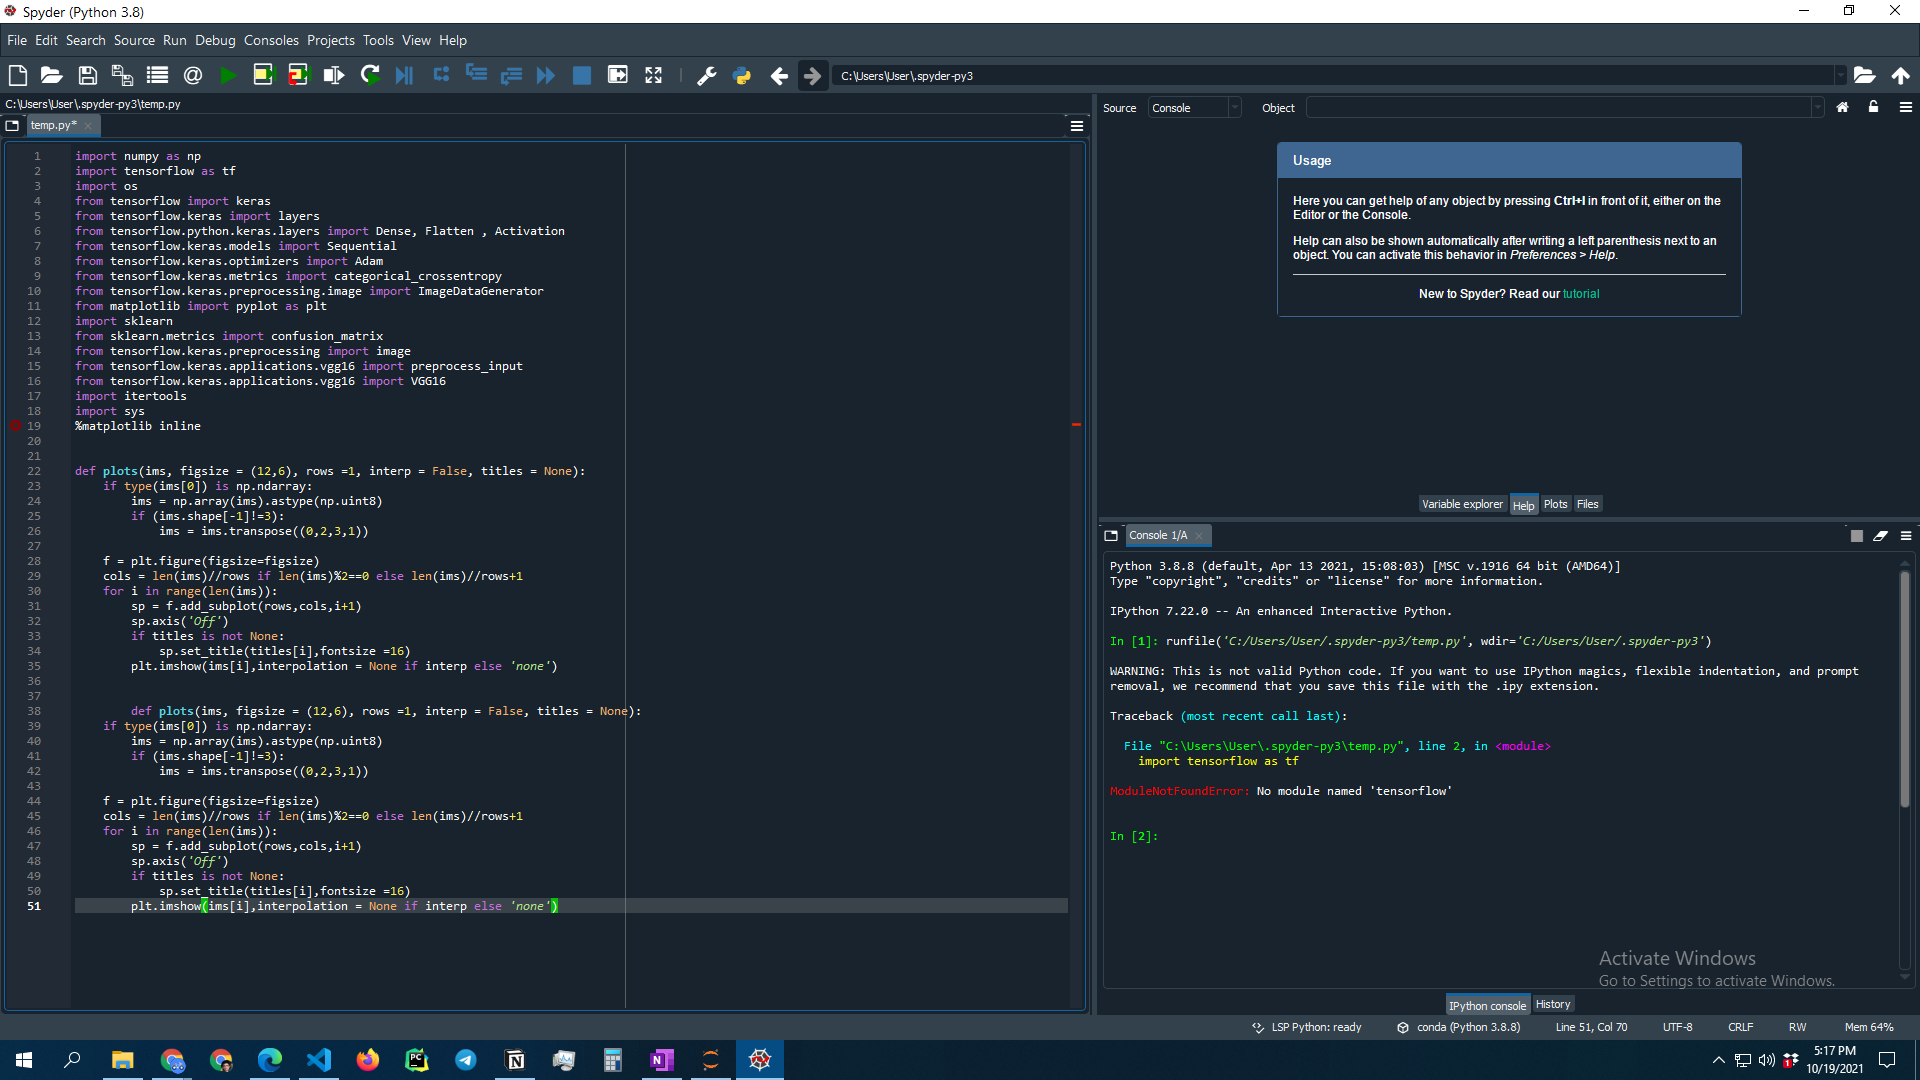 Spyder (Python 3.8)
File Edit Search Source Run Debug Consoles Projects Tools View Help
C:\Users\User\.spyder-py3
C:\Users\User\.spyder-py3\temp.py
temp.py*
1 import numpy as np
2 import tensorflow as tf
3 import os
4 from tensorflow import keras
5 from tensorflow.keras import layers
6 from tensorflow.python.keras.layers import Dense, Flatten , Activation
7 from tensorflow.keras.models import Sequential
8 from tensorflow.keras.optimizers import Adam
9 from tensorflow.keras.metrics import categorical_crossentropy
10 from tensorflow.keras.preprocessing.image import ImageDataGenerator
11 from matplotlib import pyplot as plt
12 import sklearn
13 from sklearn.metrics import confusion_matrix
14 from tensorflow.keras.preprocessing import image
15 from tensorflow.keras.applications.vgg16 import preprocess_input
16 from tensorflow.keras.applications.vgg16 import VGG16
17 import itertools
18 import sys
19 %matplotlib inline
20
21
22 def plots(ims, figsize = (12,6), rows =1, interp = False, titles = None):
23 if type(ims[0]) is np.ndarray:
24 ims = np.array(ims).astype(np.uint8)
25 if (ims.shape[-1]!=3):
26 ims = ims.transpose((0,2,3,1))
27
28 f = plt.figure(figsize=figsize)
29 cols = len(ims)//rows if len(ims)%2==0 else len(ims)//rows+1
30 for i in range(len(ims)):
31 sp = f.add_subplot(rows,cols,i+1)
32 sp.axis('Off')
33 if titles is not None:
34 sp.set_title(titles[i],fontsize =16)
35 plt.imshow(ims[i],interpolation = None if interp else 'none')
36
37
38 def plots(ims, figsize = (12,6), rows =1, interp = False, titles = None):
39 if type(ims[0]) is np.ndarray:
40 ims = np.array(ims).astype(np.uint8)
41 if (ims.shape[-1]!=3):
42 ims = ims.transpose((0,2,3,1))
43
44 f = plt.figure(figsize=figsize)
45 cols = len(ims)//rows if len(ims)%2==0 else len(ims)//rows+1
46 for i in range(len(ims)):
47 sp = f.add_subplot(rows,cols,i+1)
48 sp.axis('Off')
49 if titles is not None:
50 sp.set_title(titles[i],fontsize =16)
51 plt.imshow(ims[i],interpolation = None if interp else 'none')
Source Console Object
Usage
Here you can get help of any object by pressing Ctrl+I in front of it, either on the
Editor or the Console.
Help can also be shown automatically after writing a left parenthesis next to an
object. You can activate this behavior in Preferences > Help.
New to Spyder? Read our tutorial
Variable explorer Help Plots Files
Console 1/A
Python 3.8.8 (default, Apr 13 2021, 15:08:03) [MSC v.1916 64 bit (AMD64)]
Type "copyright", "credits" or "license" for more information.
IPython 7.22.0 -- An enhanced Interactive Python.
In [1]: runfile('C:/Users/User/.spyder-py3/temp.py', wdir='C:/Users/User/.spyder-py3')
WARNING: This is not valid Python code. If you want to use IPython magics, flexible indentation, and prompt
removal, we recommend that you save this file with the .ipy extension.
Traceback (most recent call last):
File "C:\Users\User\.spyder-py3\temp.py", line 2, in <module>
import tensorflow as tf
ModuleNotFoundError: No module named 'tensorflow'
In [2]:
Activate Windows
Go to Settings to activate Windows.
IPython console History
LSP Python: ready conda (Python 3.8.8) Line 51, Col 70 UTF-8 CRLF RW Mem 64%
5:17 PM
10/19/2021